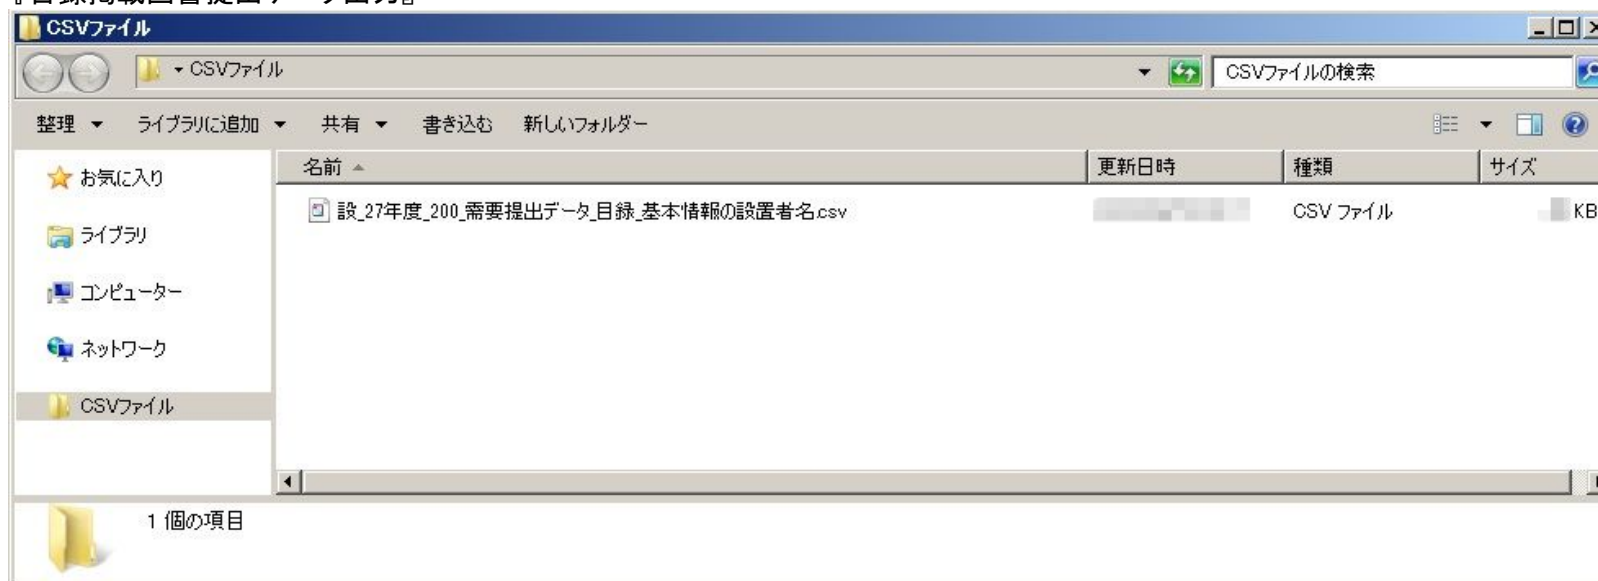 CSVファイル
CSVファイル
CSVファイルの検索
整理 ライブラリに追加 共有 書き込む 新しいフォルダー
名前 更新日時 種類 サイズ
お気に入り
設_27年度_200_需要提出データ_目録_基本情報の設置者名.csv CSV ファイル KB
ライブラリ
コンピューター
ネットワーク
CSVファイル
1 個の項目